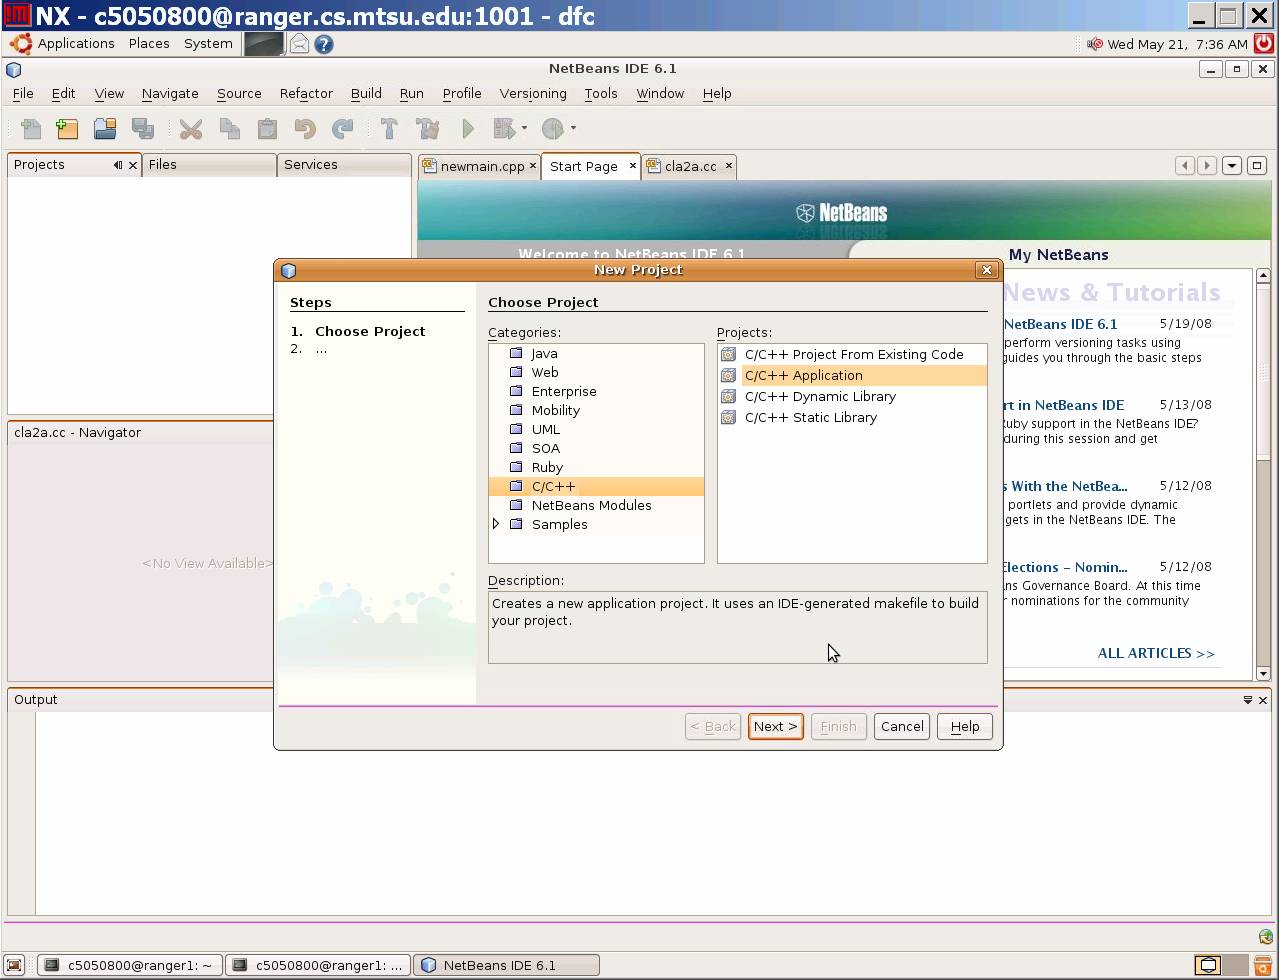 NX - c5050800@ranger.cs.mtsu.edu:1001 - dfc
Applications Places System
Wed May 21, 7:36 AM
NetBeans IDE 6.1
File Edit View Navigate Source Refactor Build Run Profile Versioning Tools Window Help
Projects Files Services
newmain.cpp Start Page cla2a.cc
NetBeans
Welcome to NetBeans IDE 6.1
My NetBeans
News & Tutorials
NetBeans IDE 6.1 5/19/08
perform versioning tasks using
guides you through the basic steps
rt in NetBeans IDE 5/13/08
Ruby support in the NetBeans IDE?
during this session and get
s With the NetBea... 5/12/08
portlets and provide dynamic
gets in the NetBeans IDE. The
Elections – Nomin... 5/12/08
ns Governance Board. At this time
r nominations for the community
ALL ARTICLES >>
cla2a.cc - Navigator
<No View Available>
New Project
Steps
1. Choose Project
2. ...
Choose Project
Categories:
Java
Web
Enterprise
Mobility
UML
SOA
Ruby
C/C++
NetBeans Modules
Samples
Projects:
C/C++ Project From Existing Code
C/C++ Application
C/C++ Dynamic Library
C/C++ Static Library
Description:
Creates a new application project. It uses an IDE-generated makefile to build
your project.
< Back Next > Finish Cancel Help
Output
c5050800@ranger1: ~ c5050800@ranger1: ... NetBeans IDE 6.1